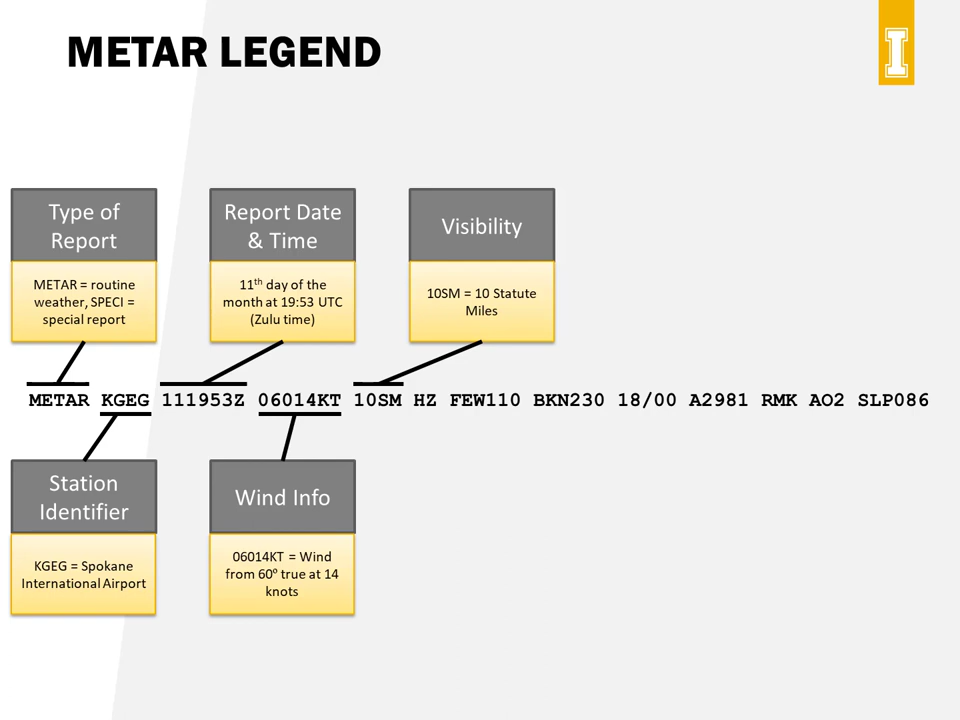 METAR LEGEND
I
Type of
Report
METAR = routine
weather, SPECI =
special report
Report Date
& Time
11th day of the
month at 19:53 UTC
(Zulu time)
Visibility
10SM = 10 Statute
Miles
METAR KGEG 111953Z 06014KT 10SM HZ FEW110 BKN230 18/00 A2981 RMK AO2 SLP086
Station
Identifier
KGEG = Spokane
International Airport
Wind Info
06014KT = Wind
from 60° true at 14
knots